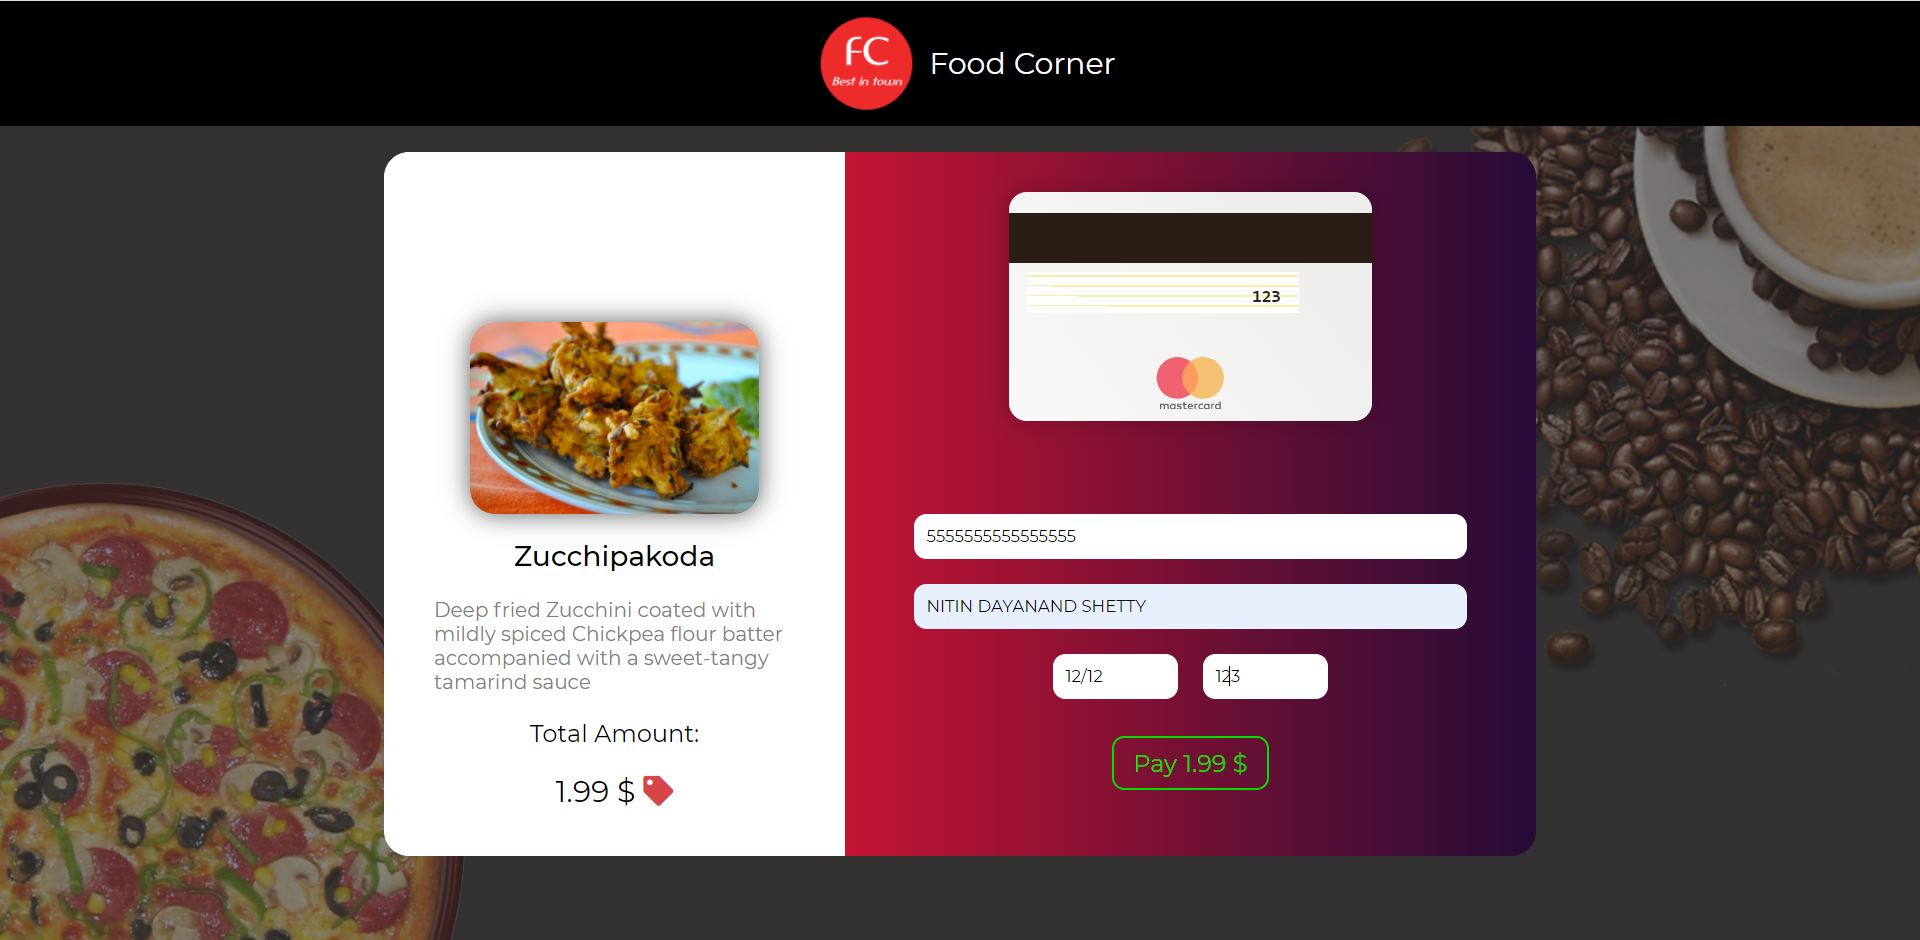 FC
Best in town
Food Corner
Zucchipakoda
Deep fried Zucchini coated with
mildly spiced Chickpea flour batter
accompanied with a sweet-tangy
tamarind sauce
Total Amount:
1.99 $
123
mastercard
5555555555555555
NITIN DAYANAND SHETTY
12/12
123
Pay 1.99 $